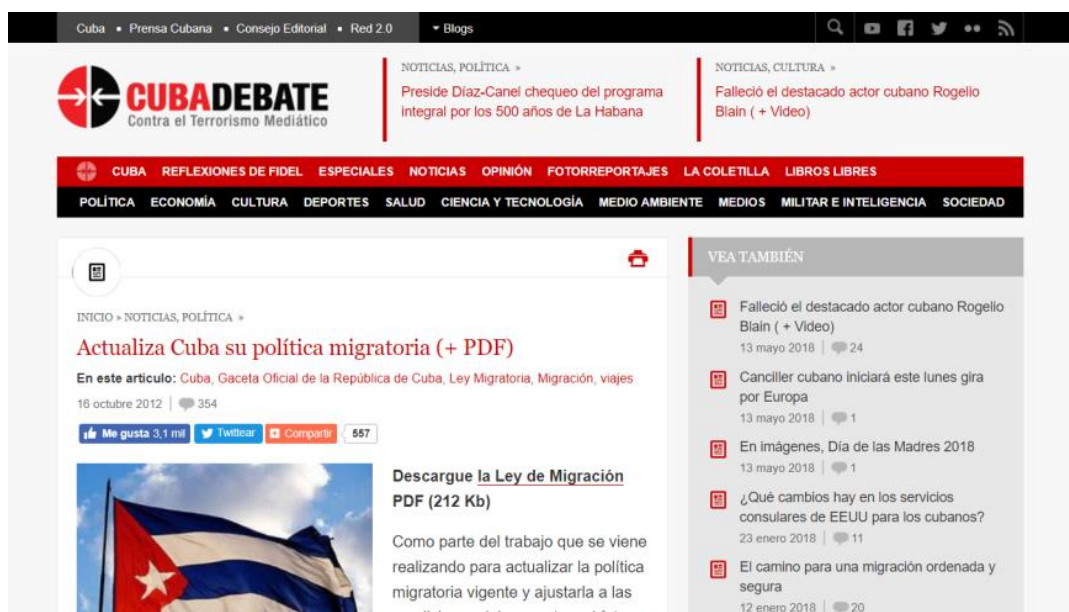 Cuba ▪ Prensa Cubana ▪ Consejo Editorial ▪ Red 2.0 ▾ Blogs
CUBADEBATE
Contra el Terrorismo Mediático
NOTICIAS, POLÍTICA »
Preside Díaz-Canel chequeo del programa
integral por los 500 años de La Habana
NOTICIAS, CULTURA »
Falleció el destacado actor cubano Rogelio
Blain ( + Video)
CUBA REFLEXIONES DE FIDEL ESPECIALES NOTICIAS OPINIÓN FOTORREPORTAJES LA COLETILLA LIBROS LIBRES
POLÍTICA ECONOMÍA CULTURA DEPORTES SALUD CIENCIA Y TECNOLOGÍA MEDIO AMBIENTE MEDIOS MILITAR E INTELIGENCIA SOCIEDAD
INICIO » NOTICIAS, POLÍTICA »
Actualiza Cuba su política migratoria (+ PDF)
En este artículo: Cuba, Gaceta Oficial de la República de Cuba, Ley Migratoria, Migración, viajes
16 octubre 2012 | 354
Me gusta 3,1 mil Twittear Compartir 557
Descargue la Ley de Migración
PDF (212 Kb)
Como parte del trabajo que se viene
realizando para actualizar la política
migratoria vigente y ajustarla a las
VEA TAMBIÉN
Falleció el destacado actor cubano Rogelio
Blain ( + Video)
13 mayo 2018 | 24
Canciller cubano iniciará este lunes gira
por Europa
13 mayo 2018 | 1
En imágenes, Día de las Madres 2018
13 mayo 2018 | 1
¿Qué cambios hay en los servicios
consulares de EEUU para los cubanos?
23 enero 2018 | 11
El camino para una migración ordenada y
segura
12 enero 2018 | 20